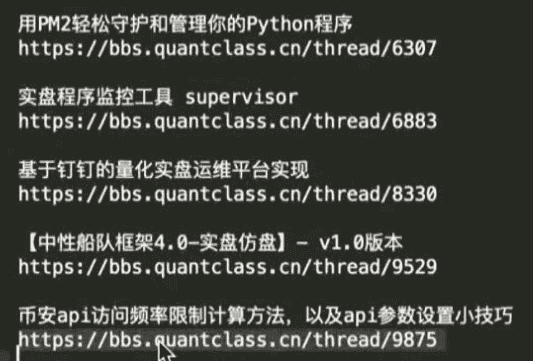 用PM2轻松守护和管理你的Python程序
https://bbs.quantclass.cn/thread/6307
实盘程序监控工具 supervisor
https://bbs.quantclass.cn/thread/6883
基于钉钉的量化实盘运维平台实现
https://bbs.quantclass.cn/thread/8330
【中性船队框架4.0-实盘仿盘】- v1.0版本
https://bbs.quantclass.cn/thread/9529
币安api访问频率限制计算方法，以及api参数设置小技巧
https://bbs.quantclass.cn/thread/9875